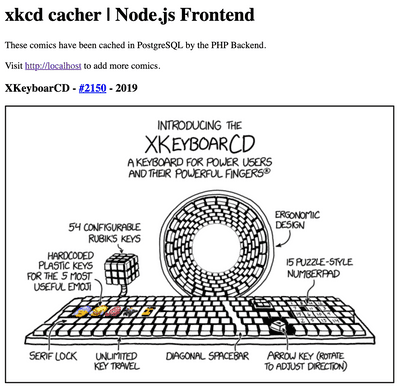 xkcd cacher | Node.js Frontend
These comics have been cached in PostgreSQL by the PHP Backend.
Visit http://localhost to add more comics.
XKeyboarCD - #2150 - 2019
INTRODUCING THE
XKEYBOARCD
A KEYBOARD FOR POWER USERS
AND THEIR POWERFUL FINGERS®
54 CONFIGURABLE
RUBIK'S KEYS
ERGONOMIC
DESIGN
HARDCODED
PLASTIC KEYS
FOR THE 5 MOST
USEFUL EMOJI
15 PUZZLE-STYLE
NUMBERPAD
SERIF LOCK
UNLIMITED
KEY TRAVEL
DIAGONAL SPACEBAR
ARROW KEY (ROTATE
TO ADJUST DIRECTION)